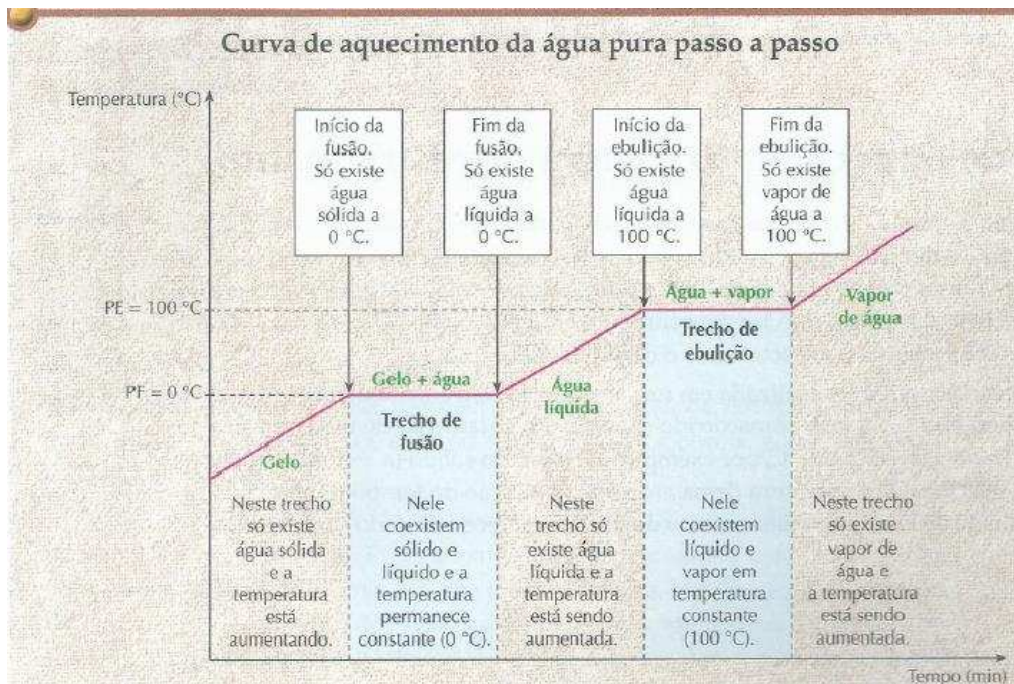 Curva de aquecimento da água pura passo a passo
Temperatura (°C)
Início da
fusão.
Só existe
água
sólida a
0 °C.
Fim da
fusão.
Só existe
água
líquida a
0 °C.
Início da
ebulição.
Só existe
água
líquida a
100 °C.
Fim da
ebulição.
Só existe
vapor de
água a
100 °C.
PE = 100 °C
Água + vapor
Vapor
de água
Trecho de
ebulição
PF = 0 °C
Gelo + água
Água
líquida
Trecho de
fusão
Gelo
Neste trecho
só existe
água sólida
e a
temperatura
está
aumentando.
Nele
coexistem
sólido e
líquido e a
temperatura
permanece
constante (0 °C).
Neste
trecho só
existe água
líquida e a
temperatura
está sendo
aumentada.
Nele
coexistem
líquido e
vapor em
temperatura
constante
(100 °C).
Neste trecho
só existe
vapor de
água e
a temperatura
está sendo
aumentada.
Tempo (min)